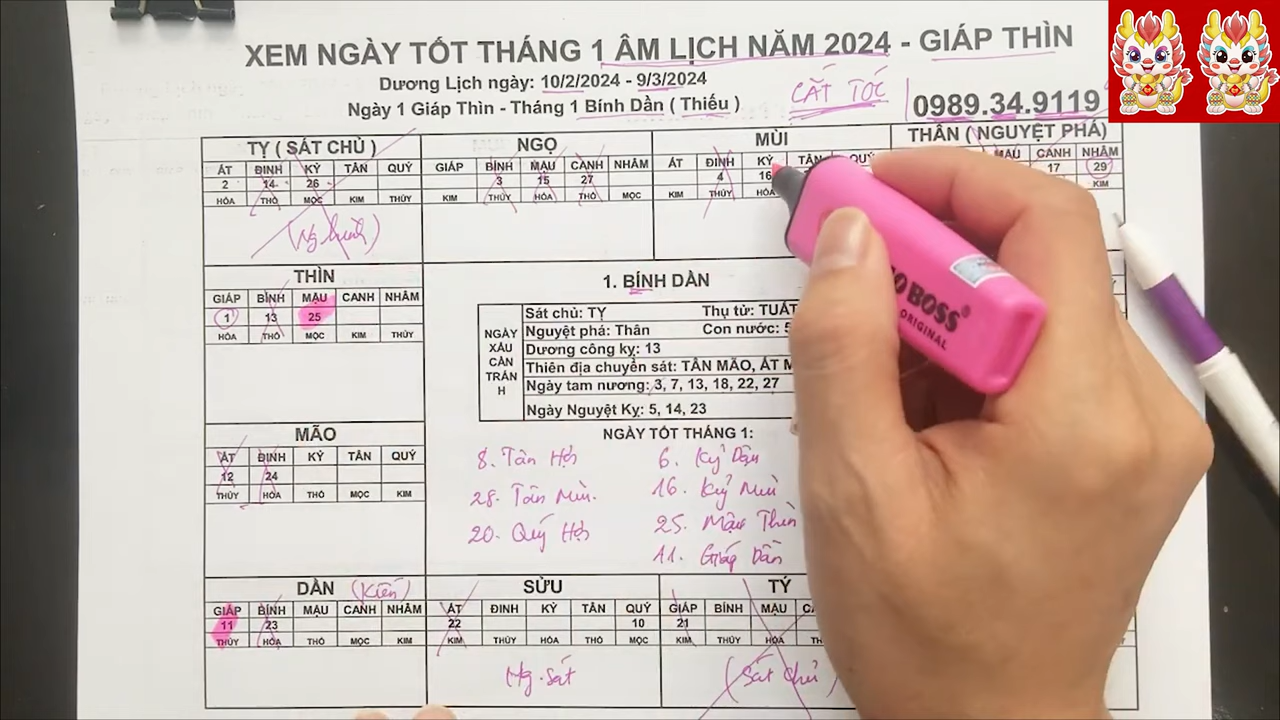 XEM NGÀY TỐT THÁNG 1 ÂM LỊCH NĂM 2024 - GIÁP THÌN
Dương Lịch ngày: 10/2/2024 - 9/3/2024
CẮT TÓC
0989.34.9119
Ngày 1 Giáp Thìn - Tháng 1 Bính Dần ( Thiếu )
TỴ ( SÁT CHỦ )
ẤT ĐINH KỶ TÂN QUÝ
2 14 26
HỎA THỔ MỘC KIM THỦY
NGỌ
GIÁP BÍNH MẬU CANH NHÂM
3 15 27
KIM THỦY HỎA THỔ MỘC
MÙI
ẤT ĐINH KỶ TÂN QUÝ
4 16
KIM THỦY HỎA
THÂN ( NGUYỆT PHÁ)
MẬU CANH NHÂM
17 29
KIM
THÌN
GIÁP BÍNH MẬU CANH NHÂM
1 13 25
HỎA THỔ MỘC KIM THỦY
1. BÍNH DẦN
NGÀY XẤU CẦN TRÁNH
Sát chủ: TỴ Thụ tử: TUẤT
Nguyệt phá: Thân Con nước: 5
Dương công kỵ: 13
Thiên địa chuyển sát: TÂN MÃO, ẤT M
Ngày tam nương: 3, 7, 13, 18, 22, 27
Ngày Nguyệt Kỵ: 5, 14, 23
MÃO
ẤT ĐINH KỶ TÂN QUÝ
12 24
THỦY HỎA THỔ MỘC KIM
NGÀY TỐT THÁNG 1:
8. Tân Hợi 6. Kỷ Dậu
28. Tân Mùi. 16. Kỷ Mùi
20. Quý Hợi 25. Mậu Thìn
11. Giáp Dần
DẦN (Kiến)
GIÁP BÍNH MẬU CANH NHÂM
11 23
THỦY HỎA THỔ MỘC KIM
SỬU
ẤT ĐINH KỶ TÂN QUÝ
22 10
KIM THỦY HỎA THỔ MỘC
Ng. Sát
TÝ
GIÁP BÍNH MẬU
21
KIM THỦY HỎA
(Sát chủ)
BOSS
ORIGINAL